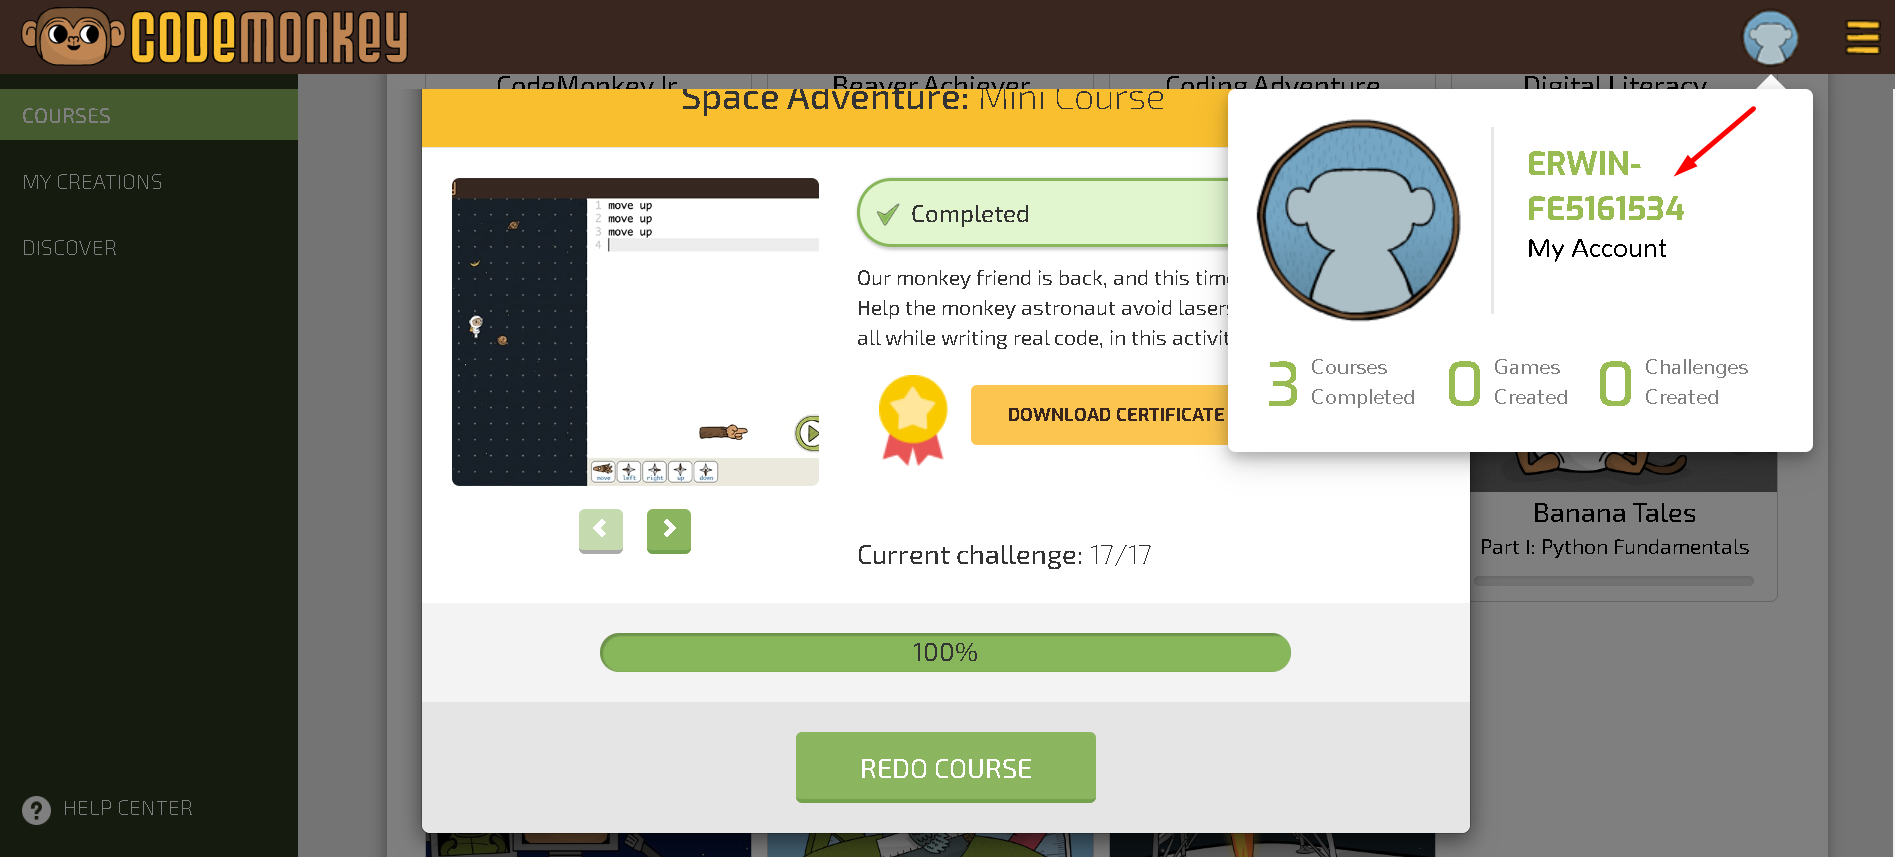 CODEMONKEY
CodeMonkey Jr.
Beaver Achiever
Coding Adventure
Digital Literacy
COURSES
MY CREATIONS
DISCOVER
HELP CENTER
Space Adventure: Mini Course
1 move up
2 move up
3 move up
4
move left right up down
Completed
Our monkey friend is back, and this tim
Help the monkey astronaut avoid lasers
all while writing real code, in this activit
DOWNLOAD CERTIFICATE
Current challenge: 17/17
100%
REDO COURSE
ERWIN-
FE5161534
My Account
3 Courses Completed
0 Games Created
0 Challenges Created
Banana Tales
Part I: Python Fundamentals